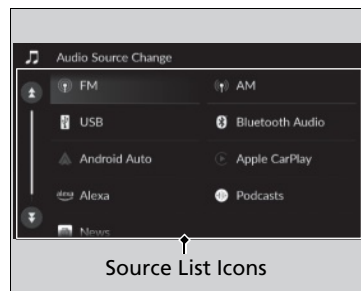 Audio Source Change
FM
AM
USB
Bluetooth Audio
Android Auto
Apple CarPlay
alexa Alexa
Podcasts
News
Source List Icons